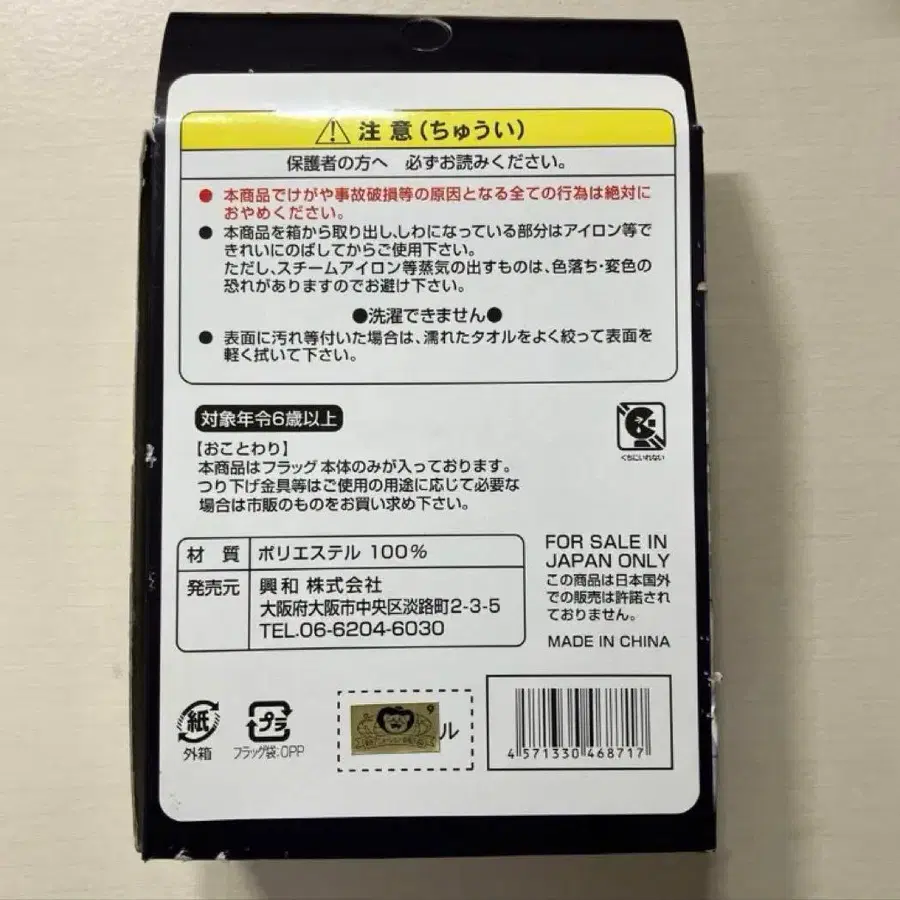 注意(ちゅうい)
保護者の方へ 必ずお読みください。
● 本商品でけがや事故破損等の原因となる全ての行為は絶対に
おやめください。
● 本商品を箱から取り出し、しわになっている部分はアイロン等で
きれいにのばしてからご使用下さい。
ただし、スチームアイロン等蒸気の出すものは、色落ち・変色の
恐れがありますのでお避け下さい。
●洗濯できません●
● 表面に汚れ等付いた場合は、濡れたタオルをよく絞って表面を
軽く拭いて下さい。
対象年令6歳以上
くちにいれない
【おことわり】
本商品はフラッグ本体のみが入っております。
つり下げ金具等はご使用の用途に応じて必要な
場合は市販のものをお買い求め下さい。
材 質 ポリエステル 100%
発売元 興和 株式会社
大阪府大阪市中央区淡路町2-3-5
TEL.06-6204-6030
FOR SALE IN
JAPAN ONLY
この商品は日本国外
での販売は許諾され
ておりません。
MADE IN CHINA
紙
外箱
プラ
フラッグ袋:OPP
ル
4 571330 468717